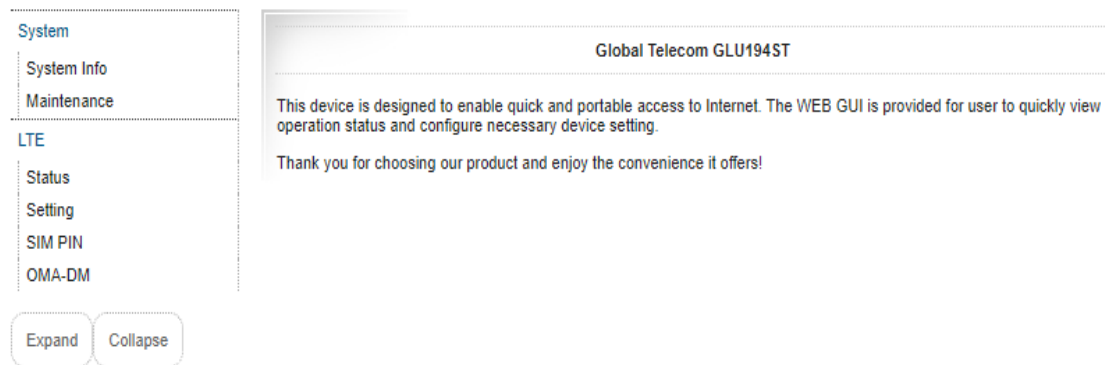 System
System Info
Maintenance
LTE
Status
Setting
SIM PIN
OMA-DM
Expand
Collapse
Global Telecom GLU194ST
This device is designed to enable quick and portable access to Internet. The WEB GUI is provided for user to quickly view
operation status and configure necessary device setting.
Thank you for choosing our product and enjoy the convenience it offers!